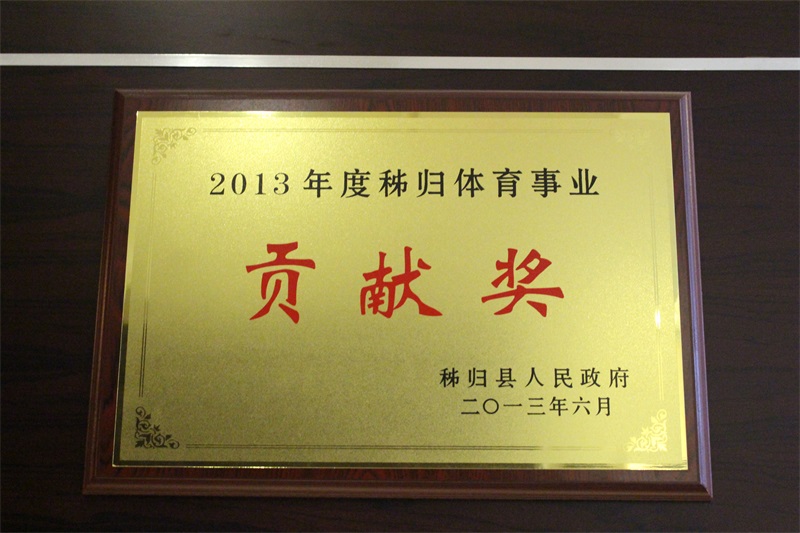 2013年度秭归体育事业
贡献奖
秭归县人民政府
二〇一三年六月